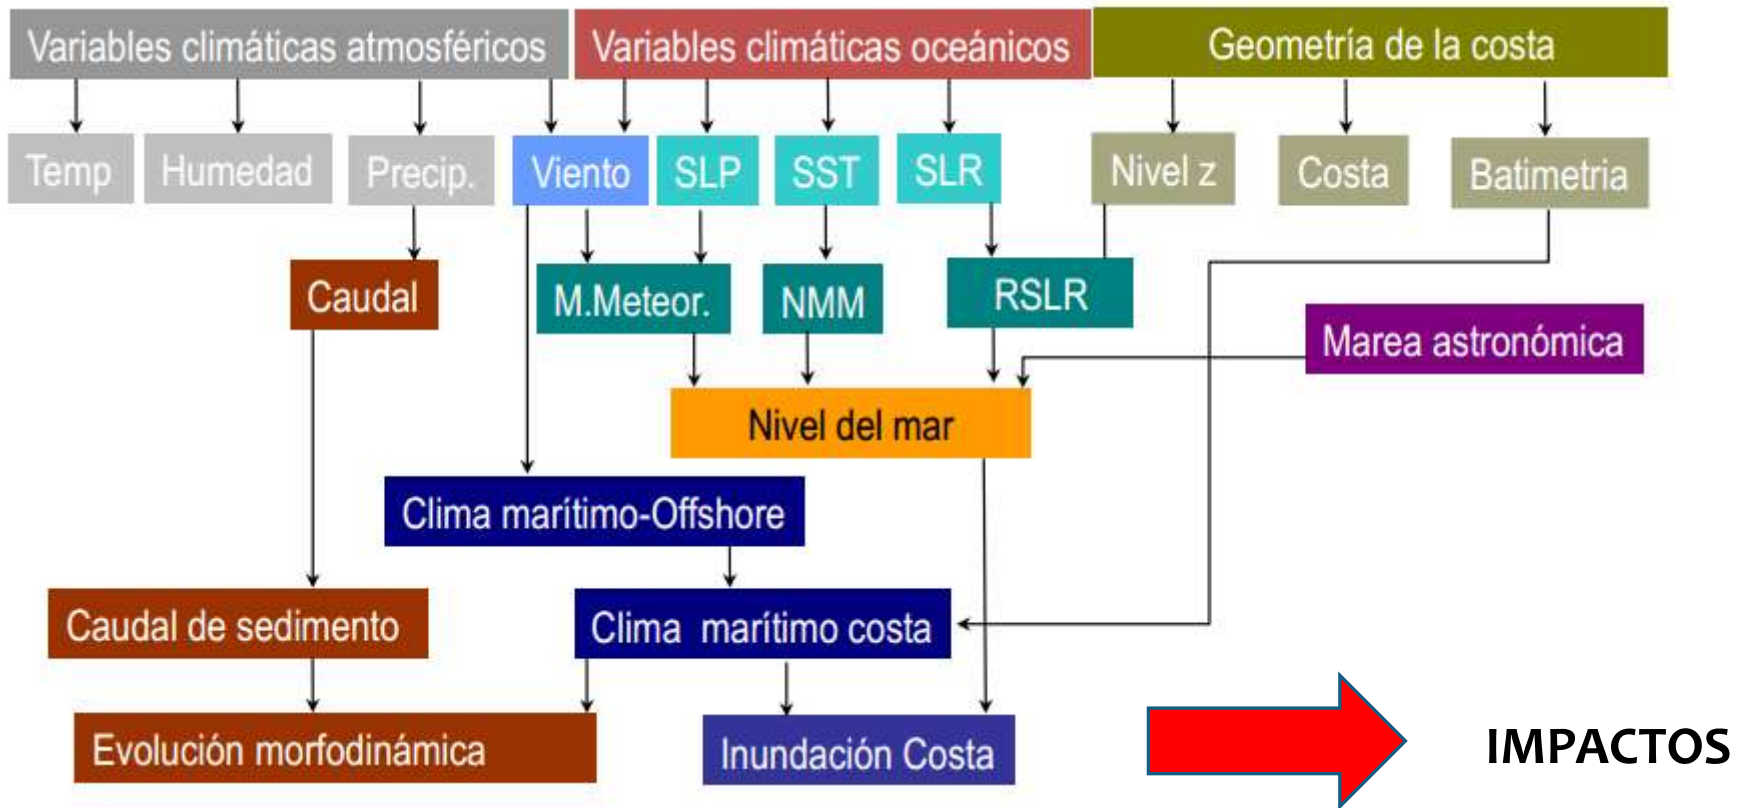 Variables climáticas atmosféricos
Variables climáticas oceánicos
Geometría de la costa
Temp
Humedad
Precip.
Viento
SLP
SST
SLR
Nivel z
Costa
Batimetria
Caudal
M.Meteor.
NMM
RSLR
Marea astronómica
Nivel del mar
Clima marítimo-Offshore
Caudal de sedimento
Clima marítimo costa
Evolución morfodinámica
Inundación Costa
IMPACTOS